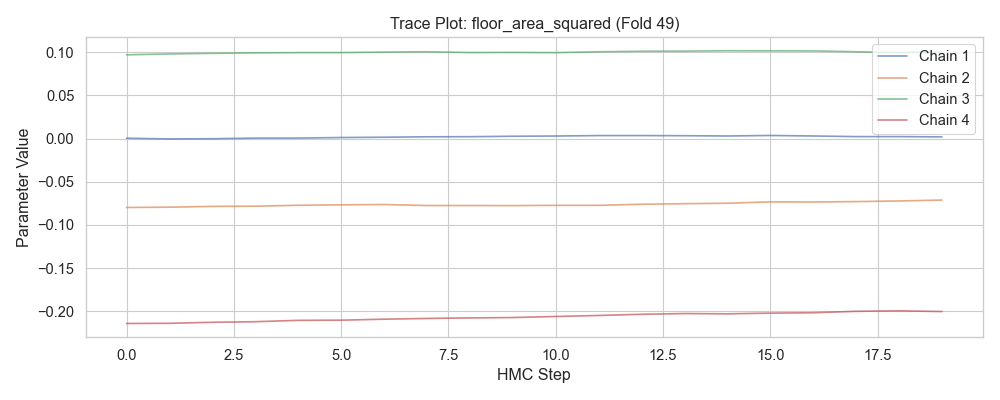 Trace Plot: floor_area_squared (Fold 49)
Parameter Value
0.10
0.05
0.00
−0.05
−0.10
−0.15
−0.20
Chain 1
Chain 2
Chain 3
Chain 4
0.0 2.5 5.0 7.5 10.0 12.5 15.0 17.5
HMC Step